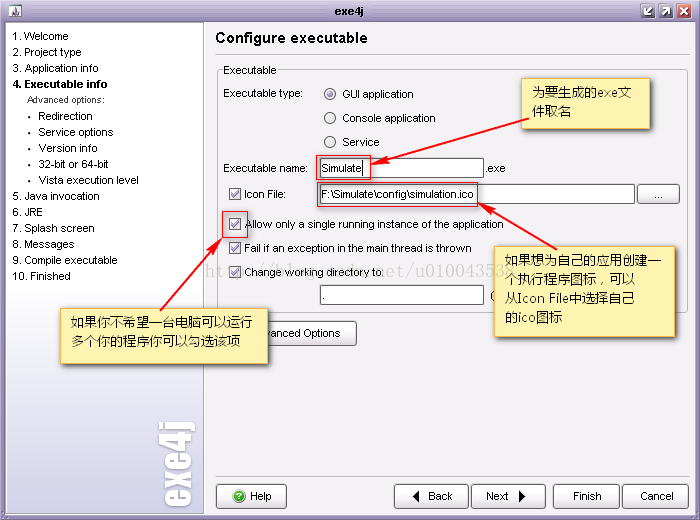 exe4j
1. Welcome
2. Project type
3. Application info
4. Executable info
Advanced options:
Redirection
Service options
Version info
32-bit or 64-bit
Vista execution level
5. Java invocation
6. JRE
7. Splash screen
8. Messages
9. Compile executable
10. Finished
exe4j
Configure executable
Executable
Executable type:
GUI application
Console application
Service
Executable name:
Simulate
.exe
Icon File:
F:\Simulate\config\simulation.ico
...
Allow only a single running instance of the application
Fail if an exception in the main thread is thrown
Change working directory to:
.
Advanced Options
为要生成的exe文
件取名
如果想为自己的应用创建一
个执行程序图标，可以
从Icon File中选择自己
的ico图标
如果你不希望一台电脑可以运行
多个你的程序你可以勾选该项
Help
Back
Next
Finish
Cancel